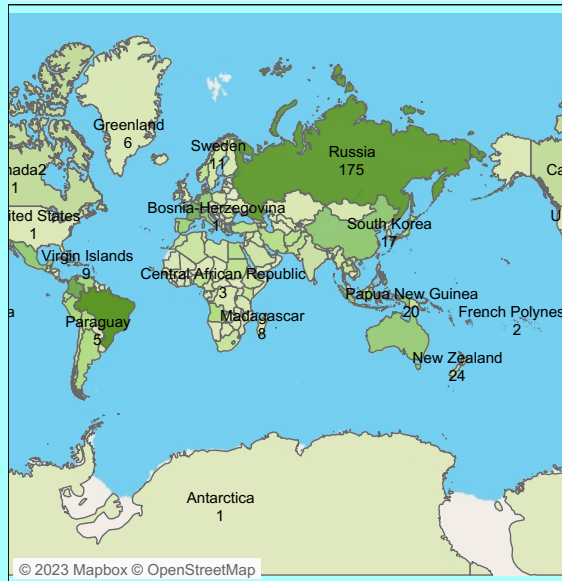 Greenland
6
Sweden
11
Russia
175
nada2
1
Bosnia-Herzegovina
1
Ca
ited States
1
South Korea
17
U
Virgin Islands
9
Central African Republic
3
Papua New Guinea
20
French Polynes
2
a
Paraguay
5
Madagascar
8
New Zealand
24
Antarctica
1
© 2023 Mapbox © OpenStreetMap